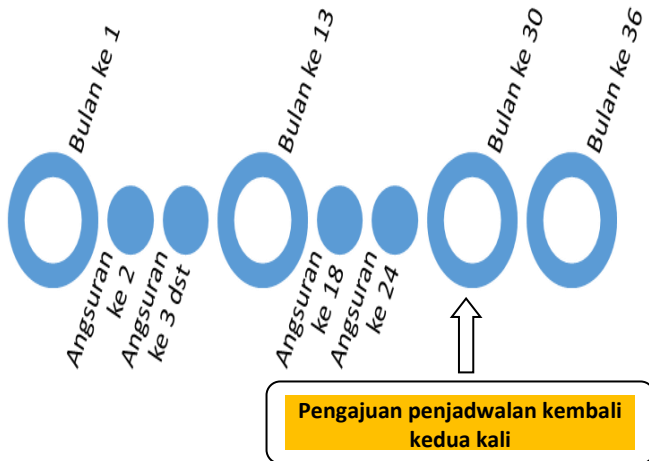 Bulan ke 1
Angsuran
ke 2
Angsuran
ke 3 dst
Bulan ke 13
Angsuran
ke 18
Angsuran
ke 24
Bulan ke 30
Bulan ke 36
Pengajuan penjadwalan kembali
kedua kali